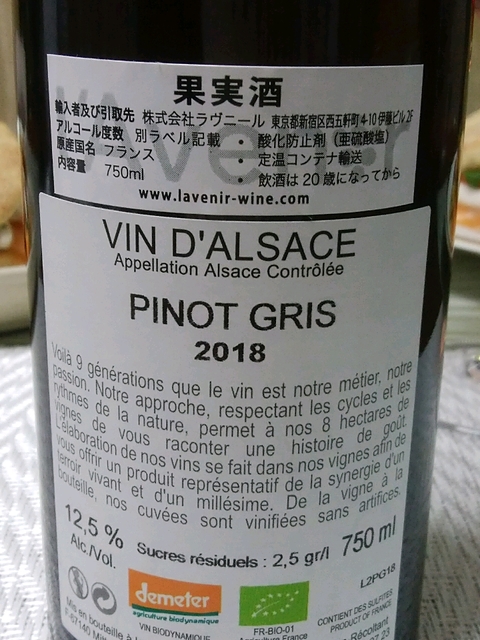 果実酒
輸入者及び引取先 株式会社ラヴニール 東京都新宿区西五軒町4-10 伊藤ビル2F
アルコール度数 別ラベル記載 ・ 酸化防止剤（亜硫酸塩）
原産国名 フランス ・ 定温コンテナ輸送
内容量 750ml ・ 飲酒は20歳になってから
www.lavenir-wine.com
VIN D'ALSACE
Appellation Alsace Contrôlée
PINOT GRIS
2018
Voilà 9 générations que le vin est notre métier, notre
passion. Notre approche, respectant les cycles et les
rythmes de la nature, permet à nos 8 hectares de
vignes de vous raconter une histoire de goût.
L'élaboration de nos vins se fait dans nos vignes afin de
vous offrir un produit représentatif de la synergie d'un
terroir vivant et d'un millésime. De la vigne à la
bouteille, nos cuvées sont vinifiées sans artifices.
12,5 %
Alc./Vol.
Sucres résiduels : 2,5 gr/l
750 ml
L2PG18
demeter
agriculture biodynamique
VIN BIODYNAMIQUE
FR-BIO-01
Agriculture France
CONTIENT DES SULFITES
PRODUCT OF FRANCE
Mis en bouteille à
Récoltant